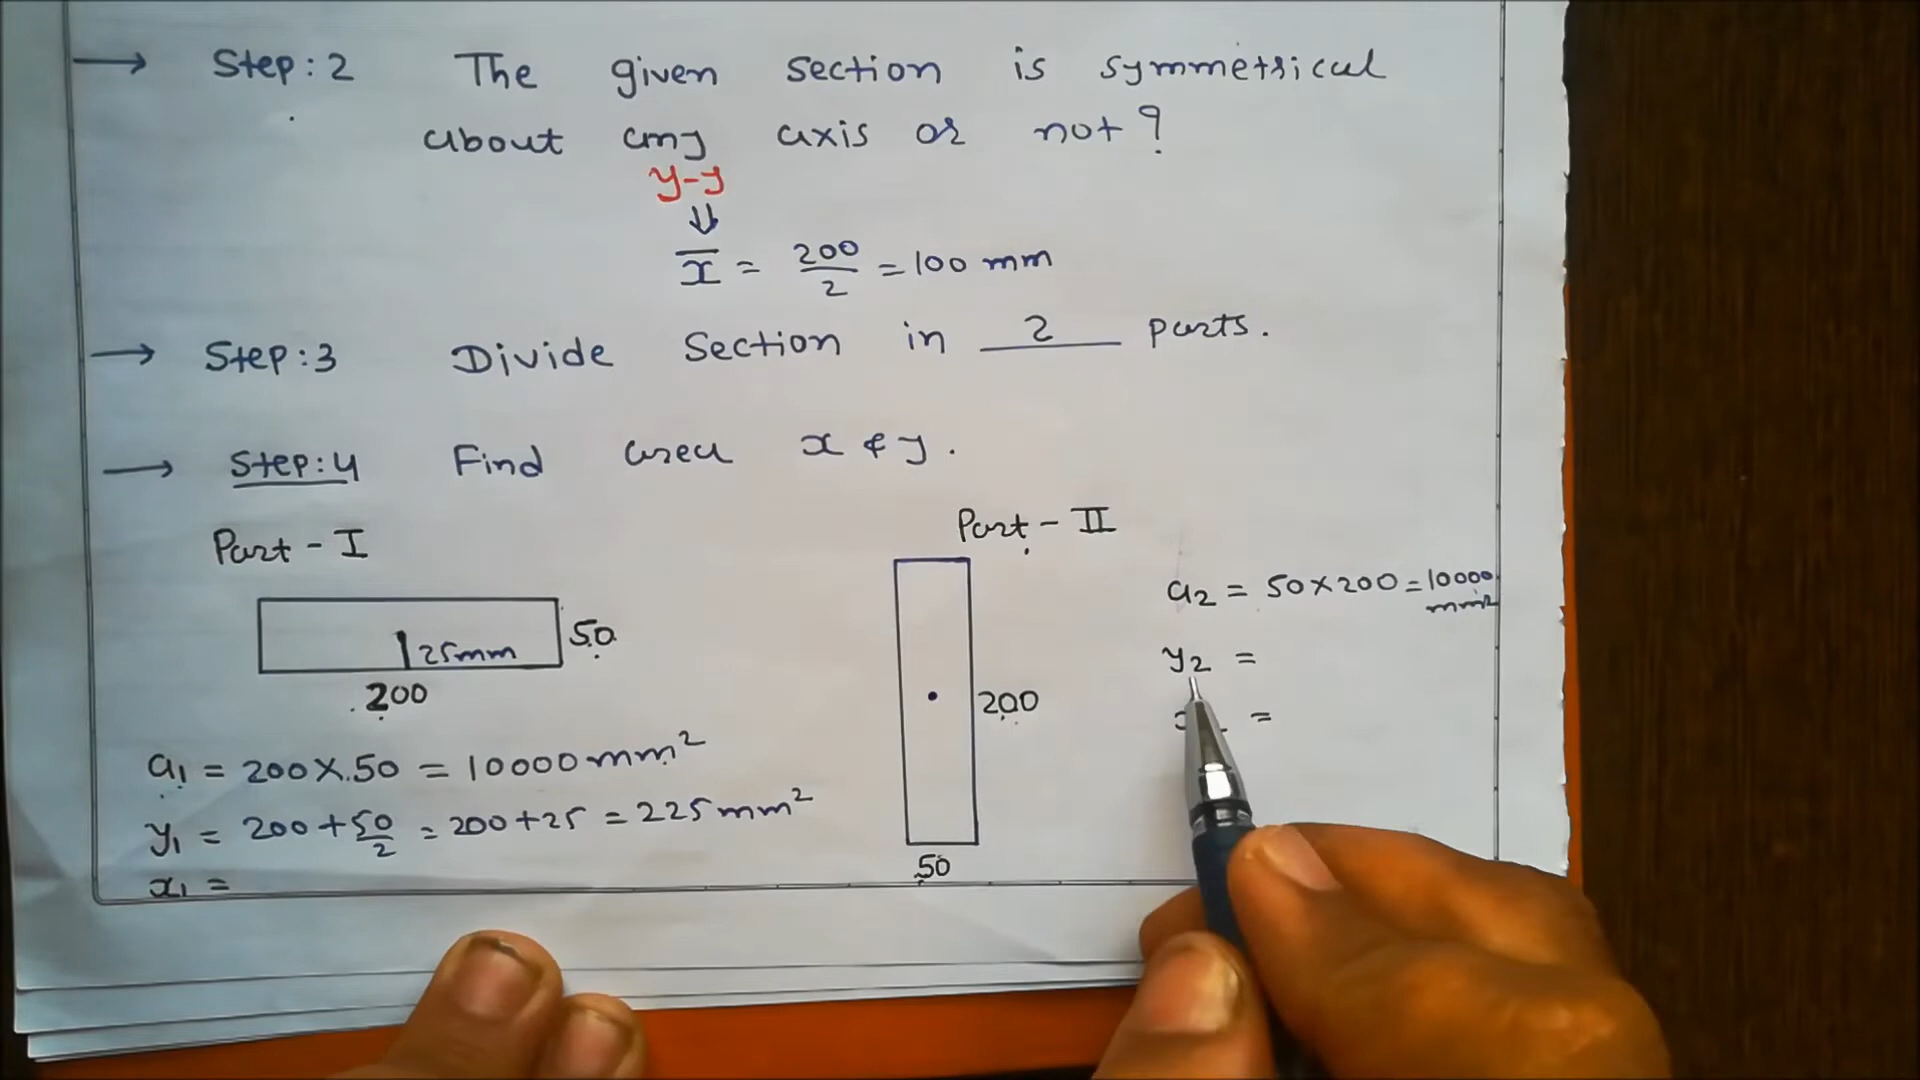 → Step:2 The given section is symmetrical
about any axis or not?
y-y
⇓
x̅ = 200/2 = 100 mm
→ Step:3 Divide Section in 2 parts.
→ Step:4 Find area x & y.
Part - I
25mm
50
200
a1 = 200 × 50 = 10000 mm²
y1 = 200 + 50/2 = 200 + 25 = 225 mm²
x1 =
Part - II
200
50
a2 = 50 × 200 = 10000
mm²
y2 =
=